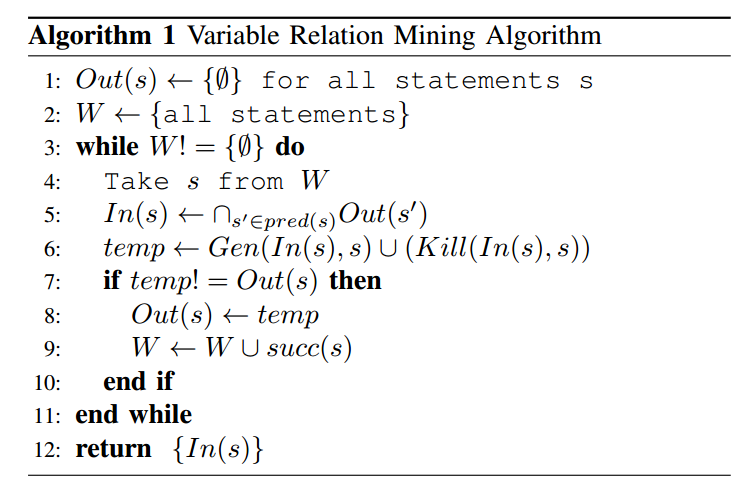 Algorithm 1 Variable Relation Mining Algorithm
1: Out(s) ← {∅} for all statements s
2: W ← {all statements}
3: while W! = {∅} do
4: Take s from W
5: In(s) ← ∩s′∈pred(s)Out(s′)
6: temp ← Gen(In(s), s) ∪ (Kill(In(s), s))
7: if temp! = Out(s) then
8: Out(s) ← temp
9: W ← W ∪ succ(s)
10: end if
11: end while
12: return {In(s)}